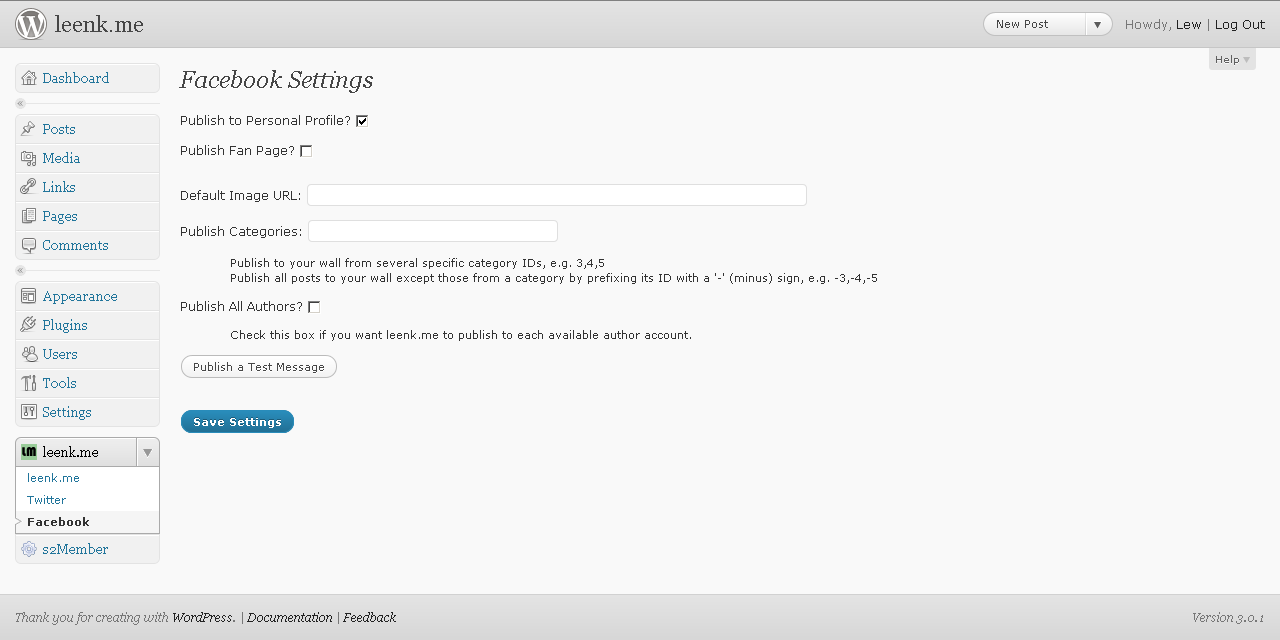 leenk.me
New Post
Howdy, Lew | Log Out
Help
Dashboard
Posts
Media
Links
Pages
Comments
Appearance
Plugins
Users
Tools
Settings
LM leenk.me
leenk.me
Twitter
Facebook
s2Member
Facebook Settings
Publish to Personal Profile?
Publish Fan Page?
Default Image URL:
Publish Categories:
Publish to your wall from several specific category IDs, e.g. 3,4,5
Publish all posts to your wall except those from a category by prefixing its ID with a '-' (minus) sign, e.g. -3,-4,-5
Publish All Authors?
Check this box if you want leenk.me to publish to each available author account.
Publish a Test Message
Save Settings
Thank you for creating with WordPress. | Documentation | Feedback
Version 3.0.1